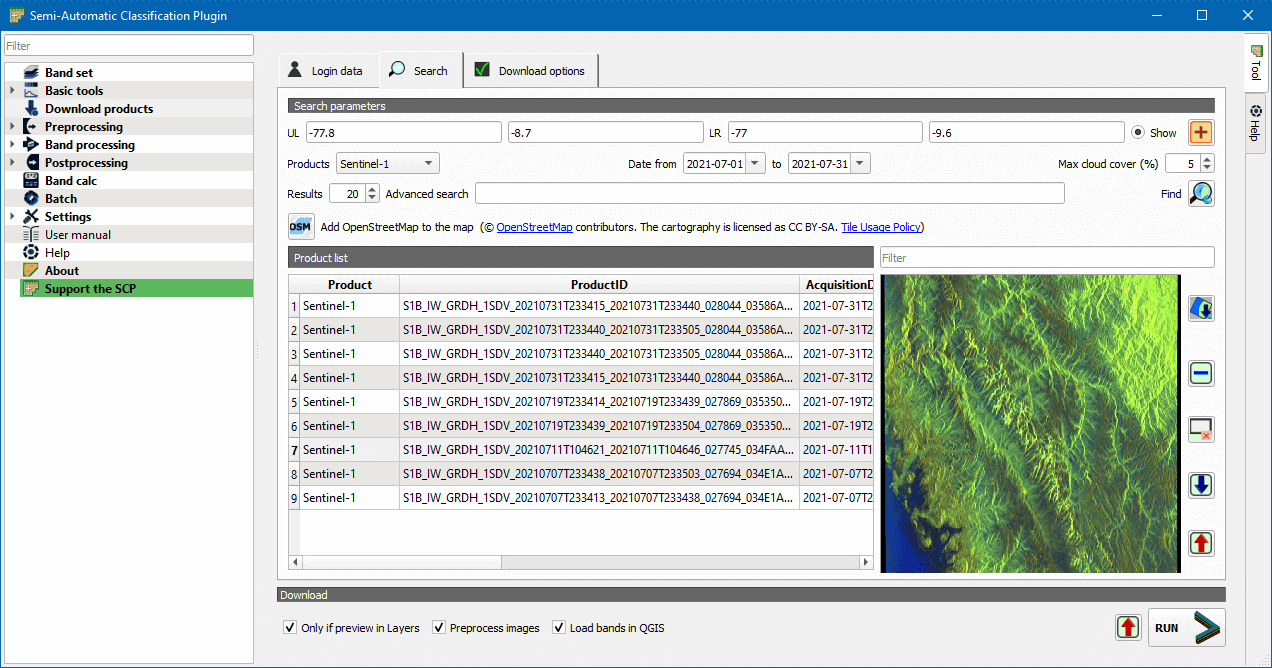 Semi-Automatic Classification Plugin
Filter
Band set
Basic tools
Download products
Preprocessing
Band processing
Postprocessing
Band calc
Batch
Settings
User manual
Help
About
Support the SCP
Login data Search Download options
Search parameters
UL -77.8 -8.7 LR -77 -9.6 Show
Products Sentinel-1 Date from 2021-07-01 to 2021-07-31 Max cloud cover (%) 5
Results 20 Advanced search Find
OSM Add OpenStreetMap to the map (© OpenStreetMap contributors. The cartography is licensed as CC BY-SA. Tile Usage Policy)
Product list Filter
Product ProductID AcquisitionD
1 Sentinel-1 S1B_IW_GRDH_1SDV_20210731T233415_20210731T233440_028044_03586A... 2021-07-31T2
2 Sentinel-1 S1B_IW_GRDH_1SDV_20210731T233440_20210731T233505_028044_03586A... 2021-07-31T2
3 Sentinel-1 S1B_IW_GRDH_1SDV_20210731T233440_20210731T233505_028044_03586A... 2021-07-31T2
4 Sentinel-1 S1B_IW_GRDH_1SDV_20210731T233415_20210731T233440_028044_03586A... 2021-07-31T2
5 Sentinel-1 S1B_IW_GRDH_1SDV_20210719T233414_20210719T233439_027869_035350... 2021-07-19T2
6 Sentinel-1 S1B_IW_GRDH_1SDV_20210719T233439_20210719T233504_027869_035350... 2021-07-19T2
7 Sentinel-1 S1B_IW_GRDH_1SDV_20210711T104621_20210711T104646_027745_034FAA... 2021-07-11T1
8 Sentinel-1 S1B_IW_GRDH_1SDV_20210707T233438_20210707T233503_027694_034E1A... 2021-07-07T2
9 Sentinel-1 S1B_IW_GRDH_1SDV_20210707T233413_20210707T233438_027694_034E1A... 2021-07-07T2
Download
Only if preview in Layers Preprocess images Load bands in QGIS RUN
Tool
Help